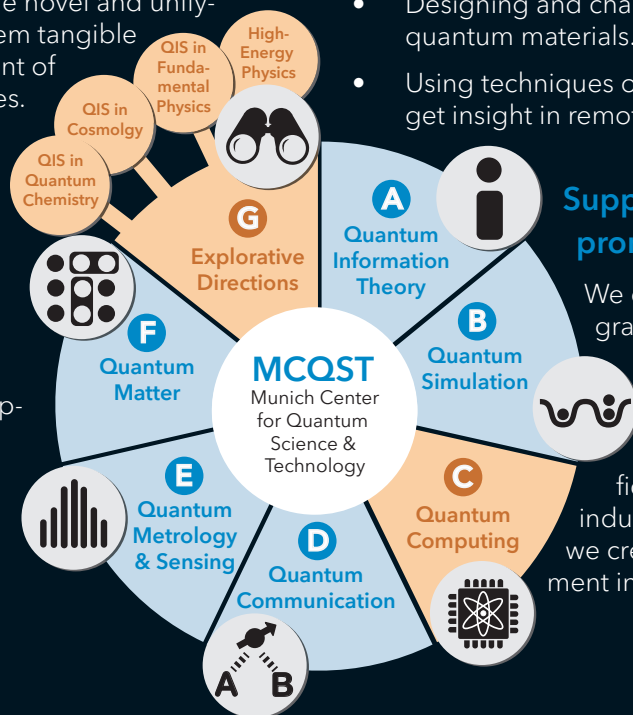 e novel and unify-
em tangible
nt of
es.
Designing and cha
quantum materials.
Using techniques o
get insight in remot
High-
Energy
Physics
QIS in
Funda-
mental
Physics
QIS in
Cosmolgy
QIS in
Quantum
Chemistry
G
Explorative
Directions
A
Quantum
Information
Theory
Supp
pron
We
gra
B
Quantum
Simulation
F
Quantum
Matter
MCQST
Munich Center
for Quantum
Science &
Technology
p-
C
Quantum
Computing
fi
indu
we cre
ment in
E
Quantum
Metrology
& Sensing
D
Quantum
Communication
A B